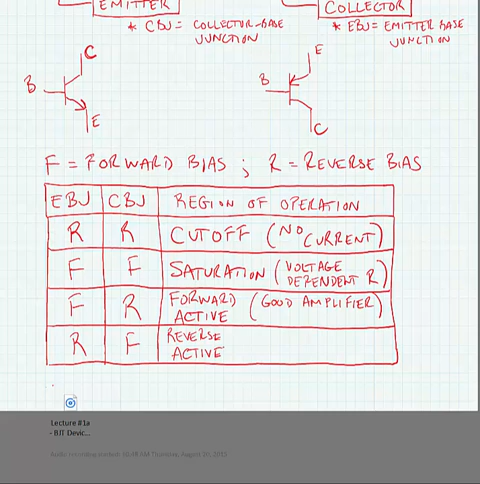 EMITTER
COLLECTOR
* CBJ = COLLECTOR-BASE
JUNCTION
* EBJ = EMITTER BASE
JUNCTION
C
B
E
E
B
C
F = FORWARD BIAS ; R = REVERSE BIAS
EBJ CBJ REGION OF OPERATION
R R CUTOFF (NO CURRENT)
F F SATURATION (VOLTAGE DEPENDENT R)
F R FORWARD ACTIVE (GOOD AMPLIFIER)
R F REVERSE ACTIVE
Lecture #1a
- BJT Devic...